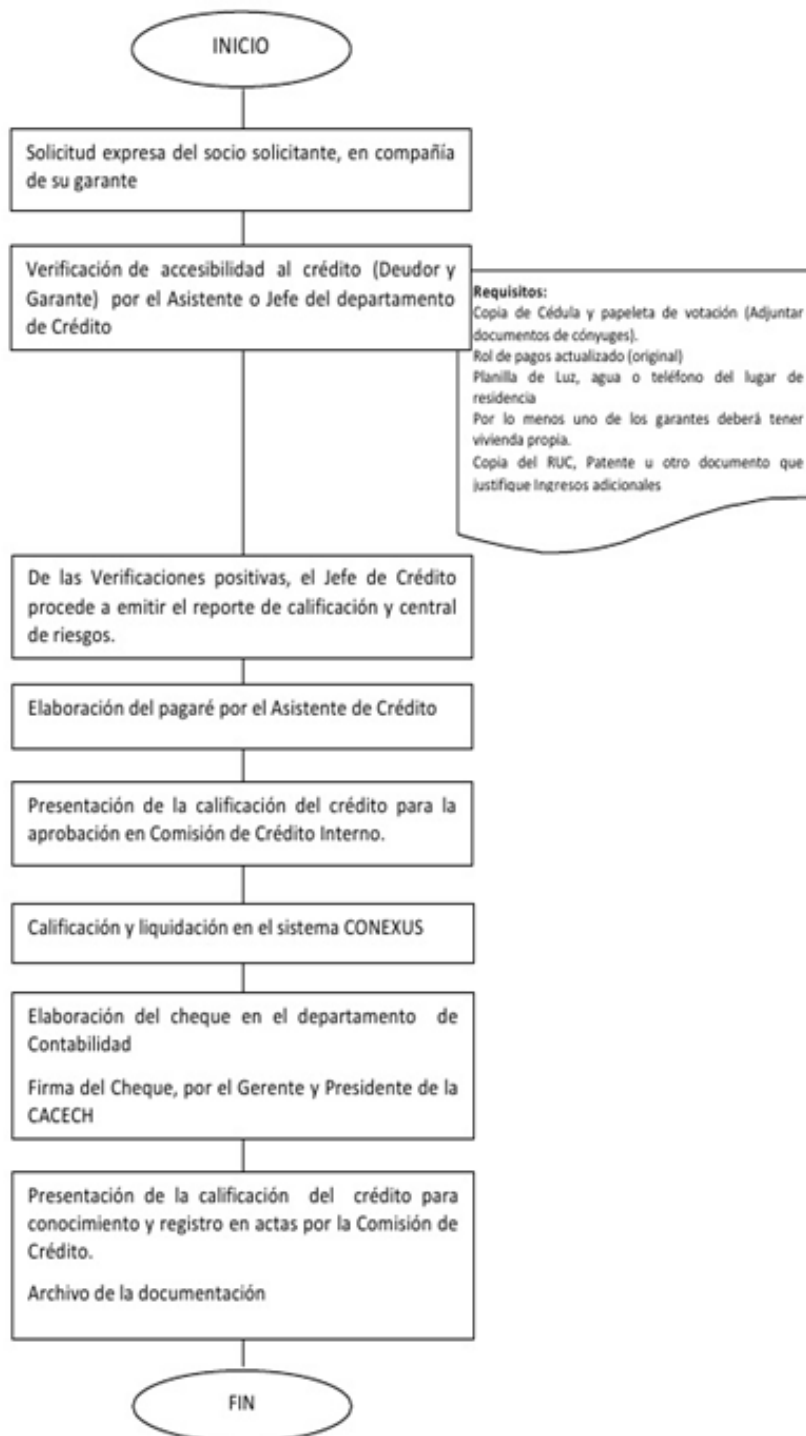 INICIO
Solicitud expresa del socio solicitante, en compañía
de su garante
Verificación de accesibilidad al crédito (Deudor y
Garante) por el Asistente o Jefe del departamento
de Crédito
Requisitos:
Copia de Cédula y papeleta de votación (Adjuntar
documentos de cónyuges).
Rol de pagos actualizado (original)
Planilla de Luz, agua o teléfono del lugar de
residencia
Por lo menos uno de los garantes deberá tener
vivienda propia.
Copia del RUC, Patente u otro documento que
justifique Ingresos adicionales
De las Verificaciones positivas, el Jefe de Crédito
procede a emitir el reporte de calificación y central
de riesgos.
Elaboración del pagaré por el Asistente de Crédito
Presentación de la calificación del crédito para la
aprobación en Comisión de Crédito Interno.
Calificación y liquidación en el sistema CONEXUS
Elaboración del cheque en el departamento de
Contabilidad
Firma del Cheque, por el Gerente y Presidente de la
CACECH
Presentación de la calificación del crédito para
conocimiento y registro en actas por la Comisión de
Crédito.
Archivo de la documentación
FIN